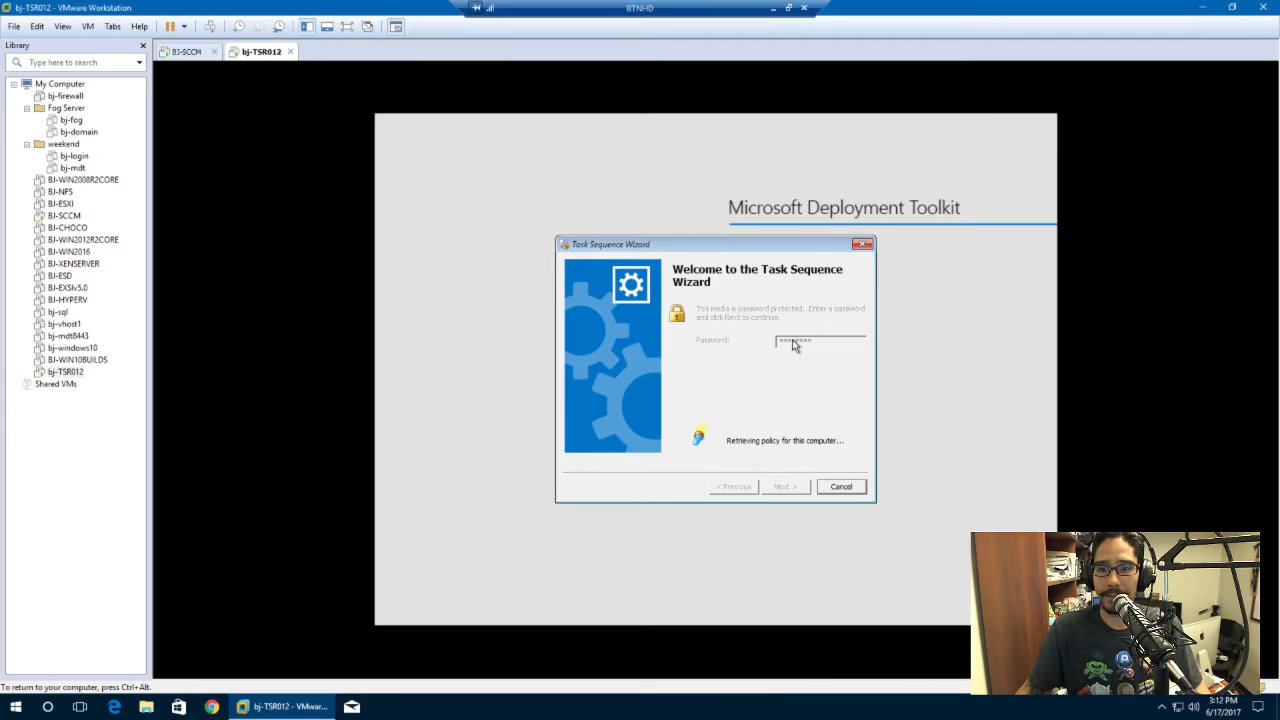 bj-TSR012 - VMware Workstation
BTNHD
File Edit View VM Tabs Help
Library
BJ-SCCM
bj-TSR012
Type here to search
My Computer
bj-firewall
Fog Server
bj-fog
bj-domain
weekend
bj-login
bj-mdt
BJ-WIN2008R2CORE
BJ-NFS
BJ-ESXI
BJ-SCCM
BJ-CHOCO
BJ-WIN2012R2CORE
BJ-WIN2016
BJ-XENSERVER
BJ-ESD
BJ-EXSIv5.0
BJ-HYPERV
bj-sql
bj-vhost1
bj-mdt8443
bj-windows10
BJ-WIN10BUILDS
bj-TSR012
Shared VMs
Microsoft Deployment Toolkit
Task Sequence Wizard
Welcome to the Task Sequence
Wizard
This media is password protected. Enter a password
and click Next to continue.
Password: ********
Retrieving policy for this computer...
< Previous Next > Cancel
To return to your computer, press Ctrl+Alt.
bj-TSR012 - VMwar...
3:12 PM
6/17/2017